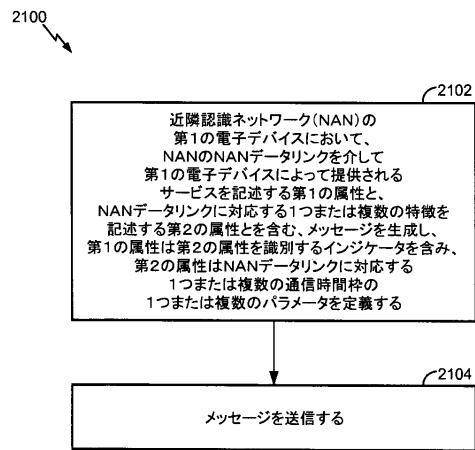 2100
2102
近隣認識ネットワーク(NAN)の
第1の電子デバイスにおいて、
NANのNANデータリンクを介して
第1の電子デバイスによって提供される
サービスを記述する第1の属性と、
NANデータリンクに対応する1つまたは複数の特徴を
記述する第2の属性とを含む、メッセージを生成し、
第1の属性は第2の属性を識別するインジケータを含み、
第2の属性はNANデータリンクに対応する
1つまたは複数の通信時間枠の
1つまたは複数のパラメータを定義する
2104
メッセージを送信する